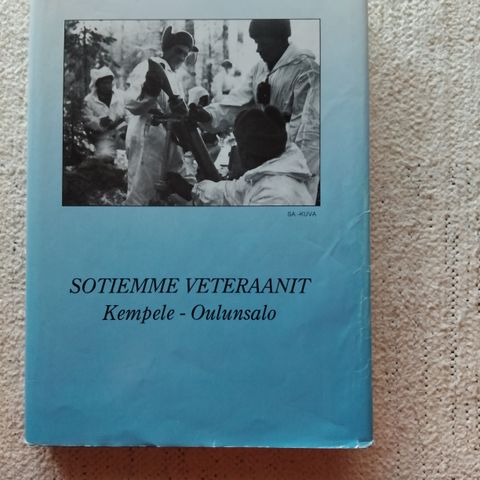 SA-KUVA
SOTIEMME VETERAANIT
Kempele - Oulunsalo